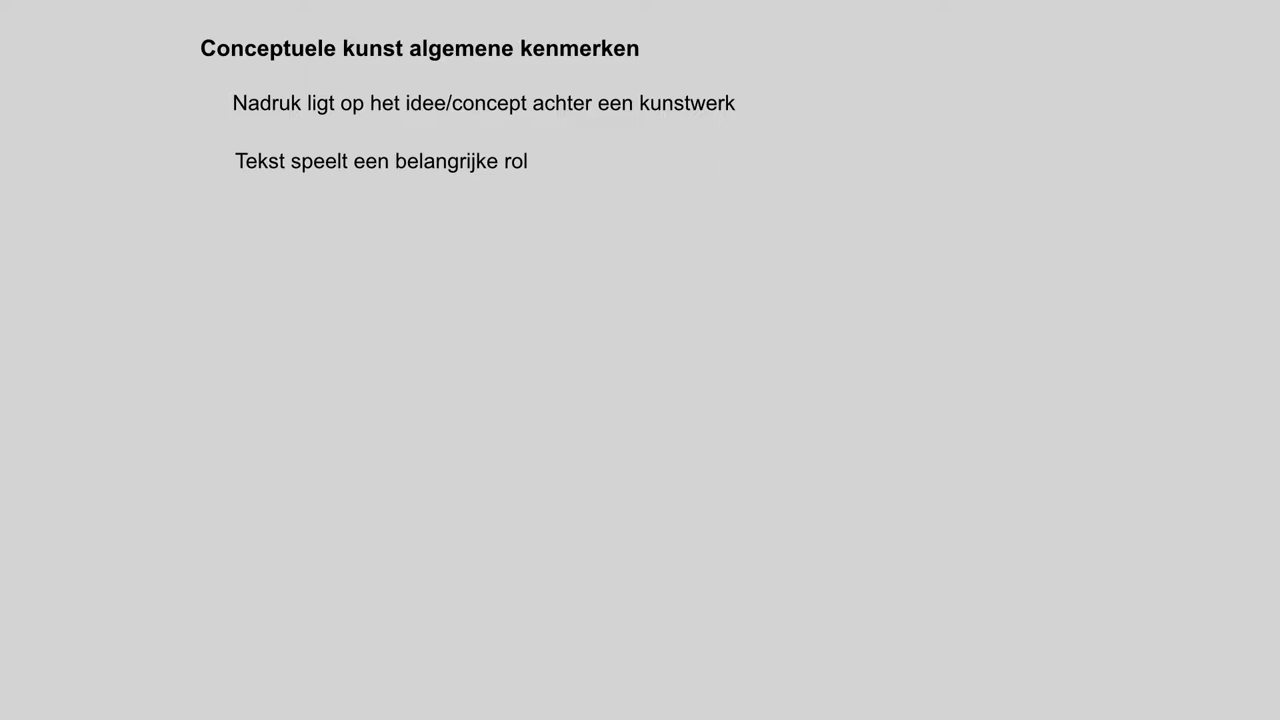 Conceptuele kunst algemene kenmerken
Nadruk ligt op het idee/concept achter een kunstwerk
Tekst speelt een belangrijke rol